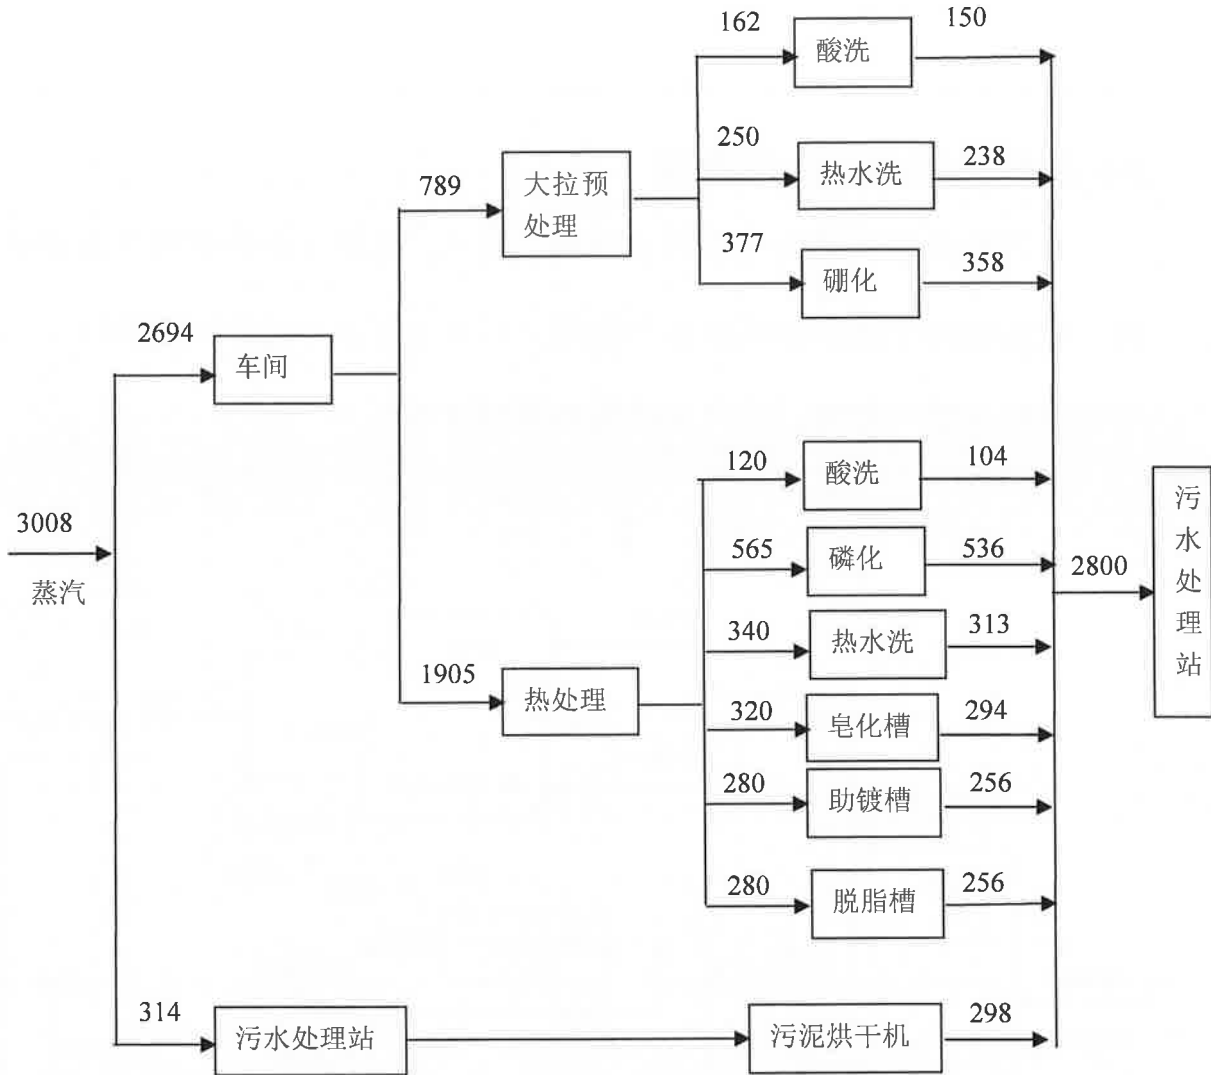 162
酸洗
150
250
热水洗
238
789
大拉预
处理
377
硼化
358
2694
车间
120
酸洗
104
3008
蒸汽
565
磷化
536
2800
污
水
处
理
站
340
热水洗
313
1905
热处理
320
皂化槽
294
280
助镀槽
256
280
脱脂槽
256
314
污水处理站
污泥烘干机
298